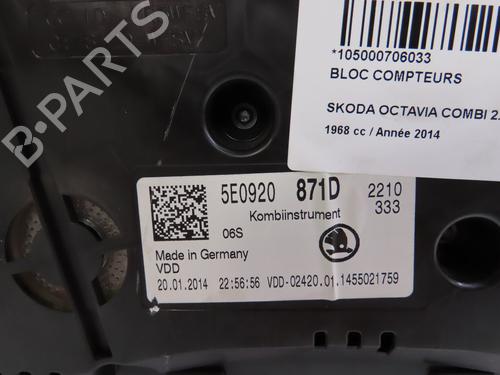 *105000706033
BLOC COMPTEURS
SKODA OCTAVIA COMBI 2.
1968 cc / Année 2014
5E0920 871D 2210
Kombiinstrument 333
06S
Made in Germany
VDD
20.01.2014 22:56:56 VDD-02420.01.1455021759